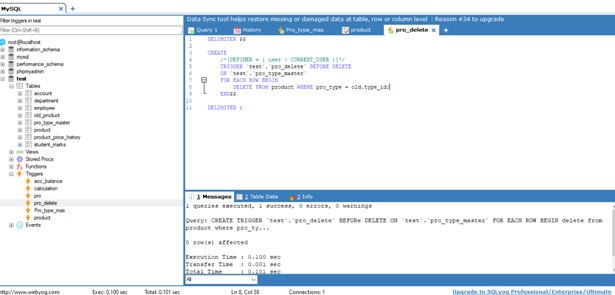 MySQL
Data Sync tool helps restore missing or damaged data at table, row or column level : Reason #34 to upgrade
Filter triggers in test
Filter (Ctrl+Shift+B)
Query 1
History
Pro_type_mas
product
pro_delete
root@localhost
information_schema
mysql
performance_schema
phpmyadmin
test
Tables
account
department
employee
old_product
pro_type_master
product
product_price_history
student_marks
Views
Stored Procs
Functions
Triggers
acc_balance
calculation
pro
pro_delete
Pro_type_mas
product
Events
1 DELIMITER $$
2
3 CREATE
4 /*![DEFINER = { user | CURRENT_USER }]*/
5 TRIGGER `test`.`pro_delete` BEFORE DELETE
6 ON `test`.`pro_type_master`
7 FOR EACH ROW BEGIN
8 DELETE FROM product WHERE pro_type = old.type_id;
9 END$$
10
11 DELIMITER ;
1 Messages
2 Table Data
3 Info
1 queries executed, 1 success, 0 errors, 0 warnings
Query: CREATE TRIGGER `test`.`pro_delete` BEFORe DELETE ON `test`.`pro_type_master` FOR EACH ROW BEGIN delete from
product where pro_ty...
0 row(s) affected
Execution Time : 0.100 sec
Transfer Time : 0.001 sec
Total Time : 0.101 sec
All
http://www.webyog.com
Exec: 0.100 sec
Total: 0.101 sec
Ln 8, Col 58
Connections: 1
Upgrade to SQLyog Professional/Enterprise/Ultimate